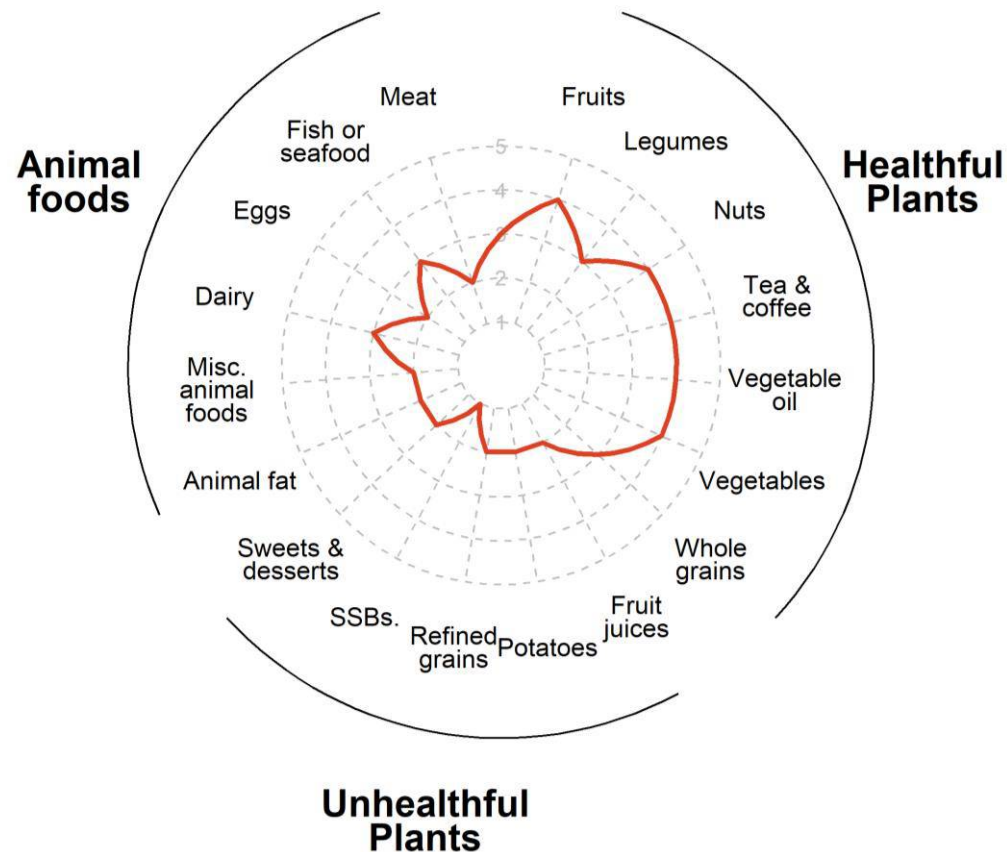 Meat
Fruits
Fish or
seafood
Legumes
Animal
foods
Healthful
Plants
Eggs
Nuts
Dairy
Tea &
coffee
Misc.
animal
foods
Vegetable
oil
Animal fat
Vegetables
Sweets &
desserts
Whole
grains
SSBs.
Refined
grains
Potatoes
Fruit
juices
5
4
3
2
1
Unhealthful
Plants